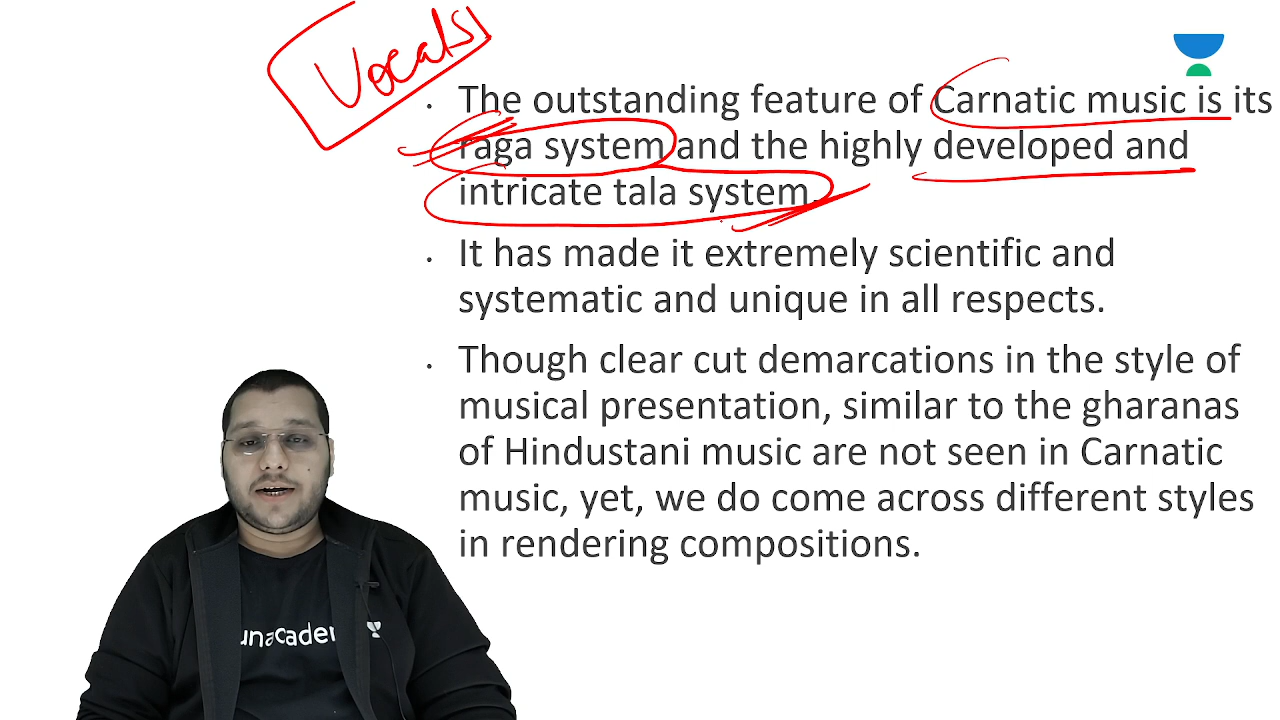 Vocals
• The outstanding feature of Carnatic music is its
raga system and the highly developed and
intricate tala system.
• It has made it extremely scientific and
systematic and unique in all respects.
• Though clear cut demarcations in the style of
musical presentation, similar to the gharanas
of Hindustani music are not seen in Carnatic
music, yet, we do come across different styles
in rendering compositions.
unacade